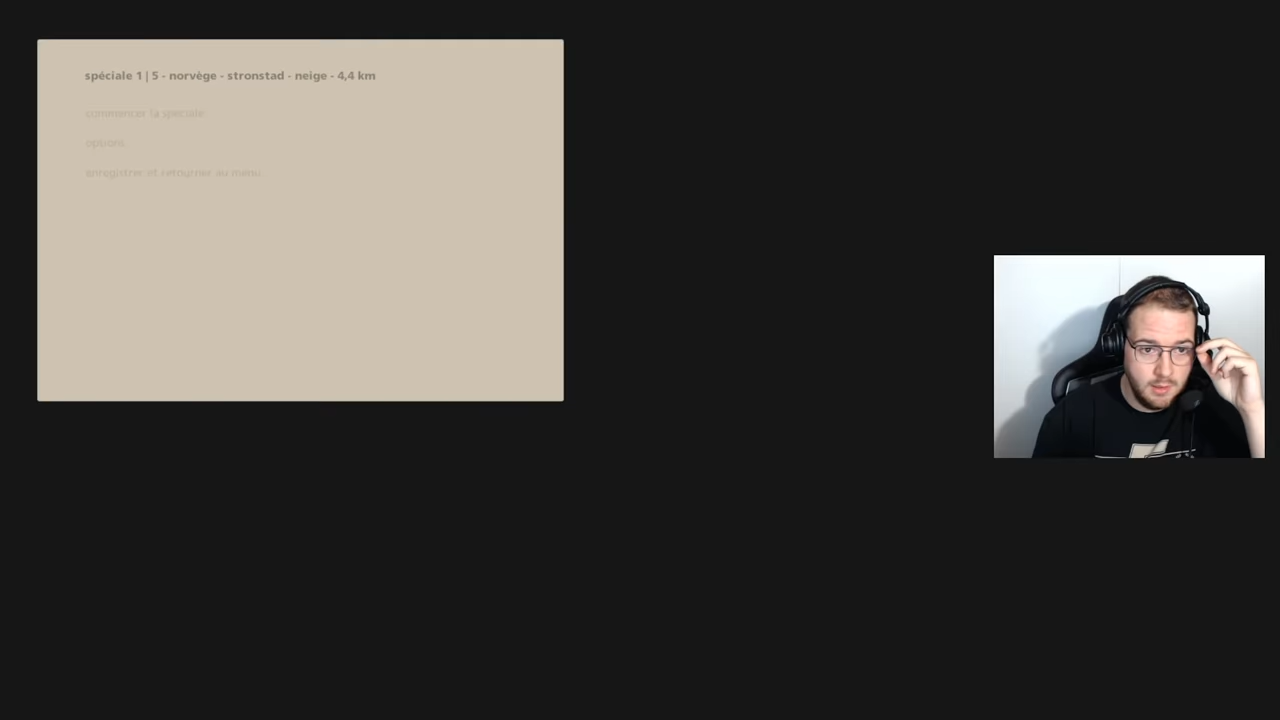 spéciale 1 | 5 - norvège - stronstad - neige - 4,4 km
commencer la spéciale
options
enregistrer et retourner au menu